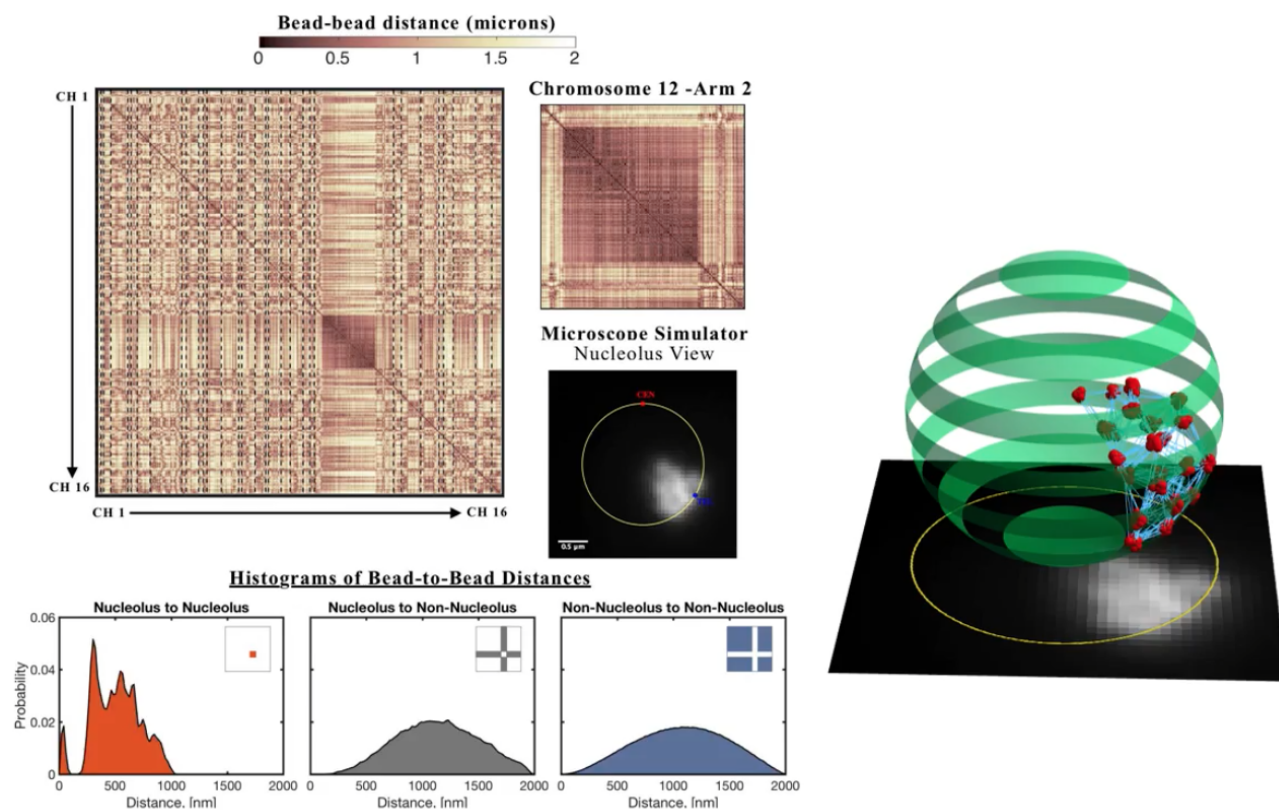 Bead-bead distance (microns)
0 0.5 1 1.5 2
CH 1
CH 16
CH 1 CH 16
Chromosome 12 -Arm 2
Microscone Simulator
Nucleolus View
CEN
0.5 μm
Histograms of Bead-to-Bead Distances
Nucleolus to Nucleolus
Nucleolus to Non-Nucleolus
Non-Nucleolus to Non-Nucleolus
Probability
0.06
0.04
0.02
0
0 500 1000 1500 2000
0 500 1000 1500 2000
0 500 1000 1500 2000
Distance, [nm]
Distance, [nm]
Distance, [nm]